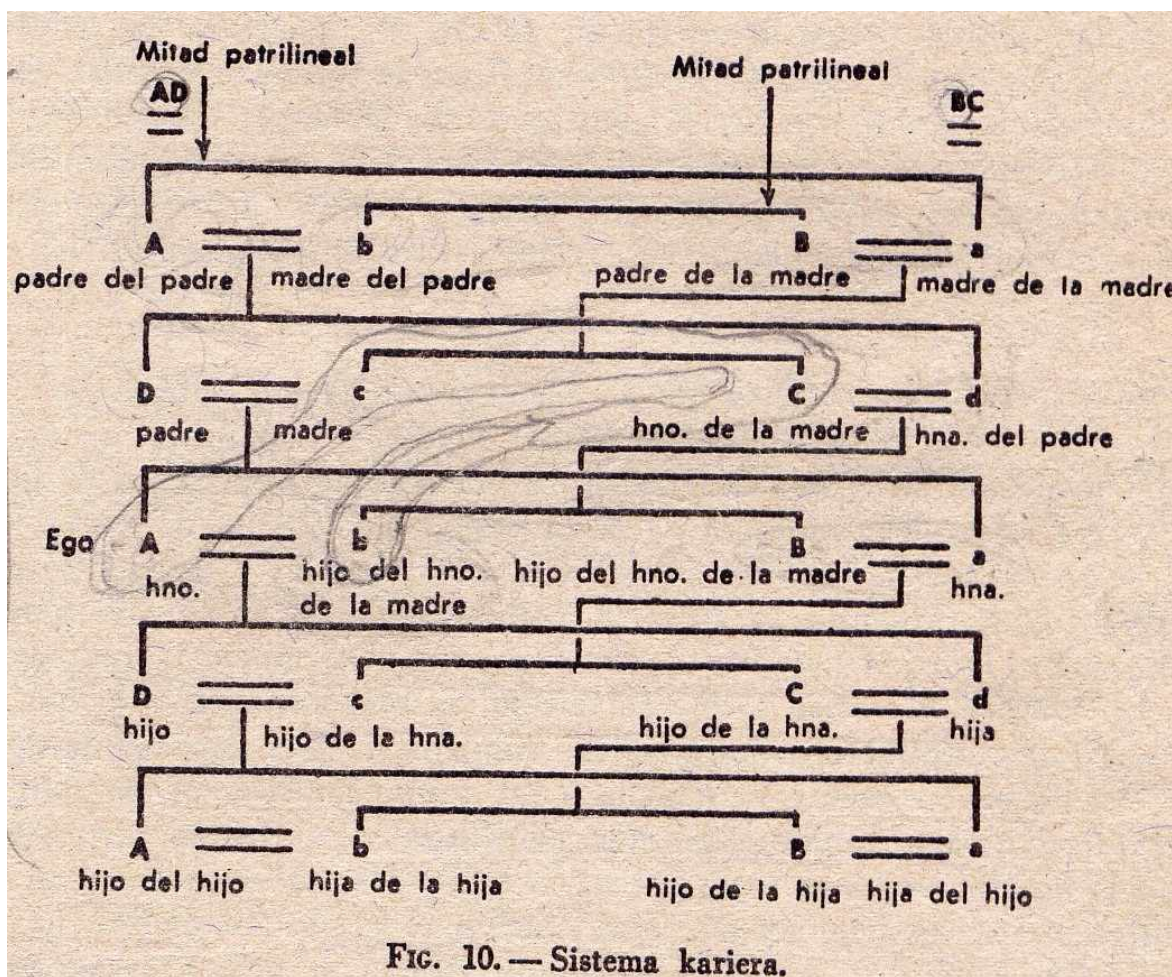 Mitad patrilineal Mitad patrilineal
AD BC
A b B a
padre del padre madre del padre padre de la madre madre de la madre
D c C d
padre madre hno. de la madre hna. del padre
Ego A b B a
hno. hijo del hno. de la madre hijo del hno. de la madre hna.
D c C d
hijo hijo de la hna. hijo de la hna. hija
A b B a
hijo del hijo hija de la hija hijo de la hija hija del hijo
FIG. 10. — Sistema kariera.